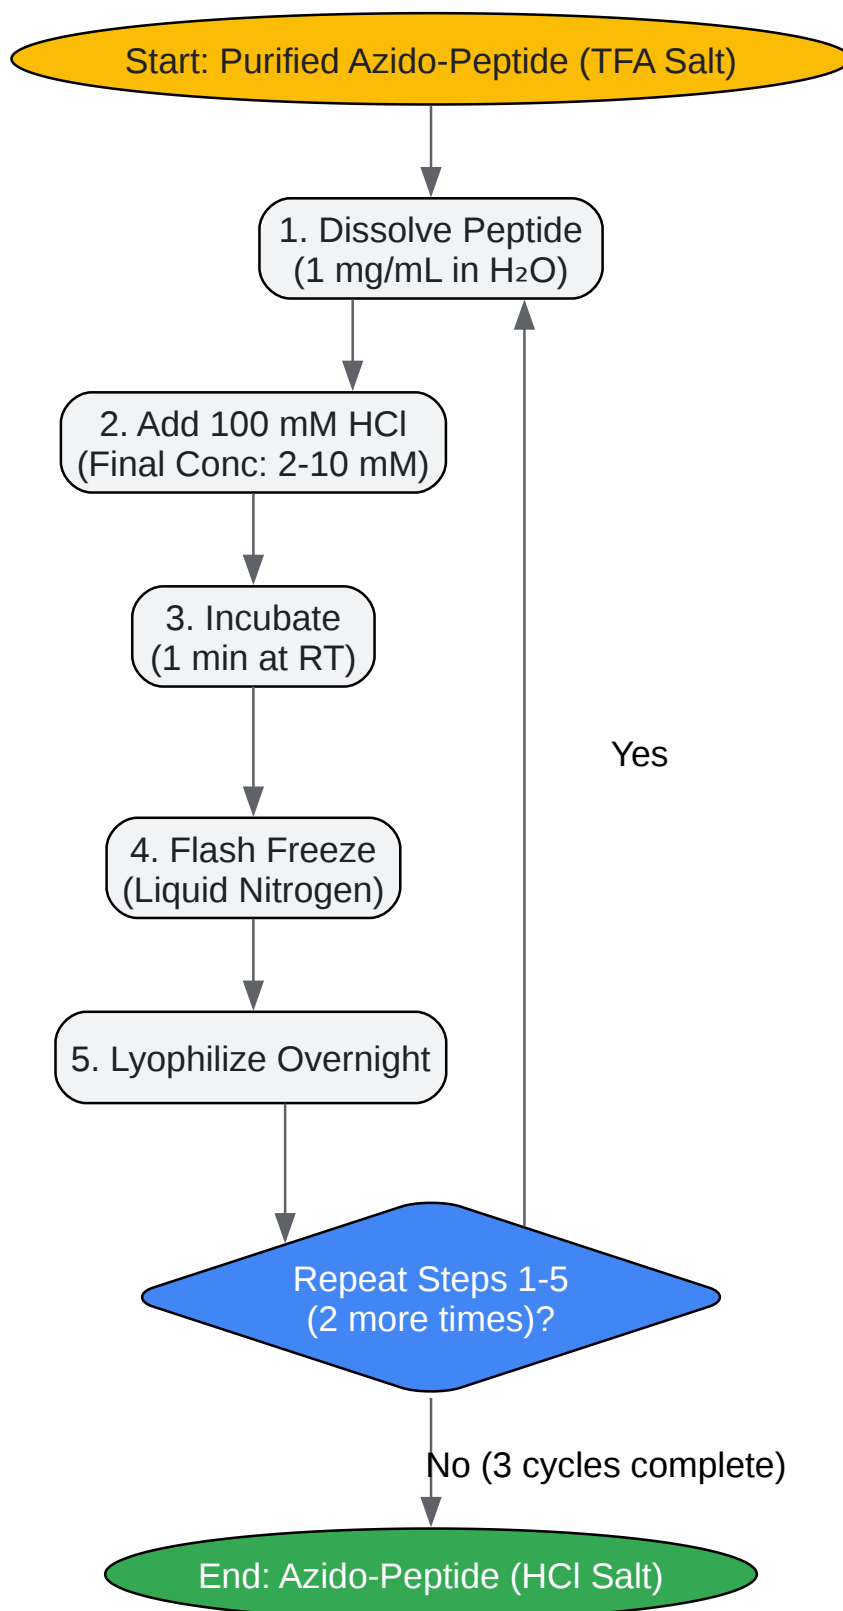 Start: Purified Azido-Peptide (TFA Salt)
1. Dissolve Peptide
(1 mg/mL in H₂O)
2. Add 100 mM HCl
(Final Conc: 2-10 mM)
3. Incubate
(1 min at RT)
Yes
4. Flash Freeze
(Liquid Nitrogen)
5. Lyophilize Overnight
Repeat Steps 1-5
(2 more times)?
No (3 cycles complete)
End: Azido-Peptide (HCl Salt)